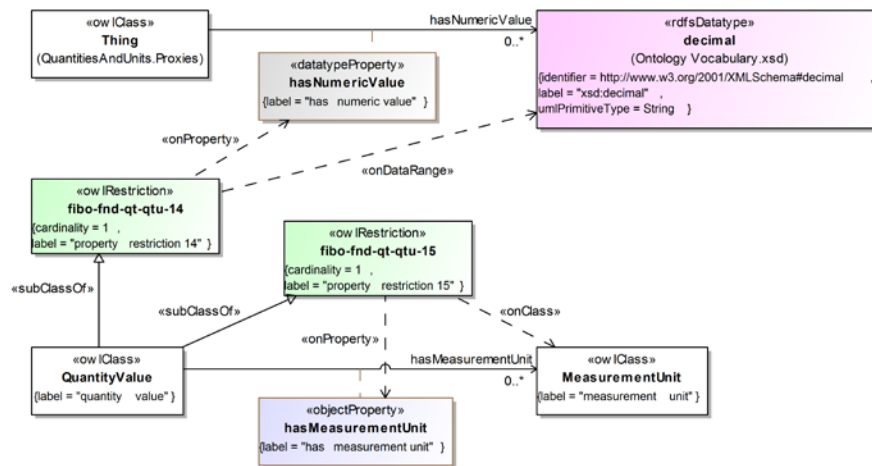 «owlClass»
Thing
(QuantitiesAndUnits.Proxies)
hasNumericValue
0..*
«rdfsDatatype»
decimal
(Ontology Vocabulary.xsd)
{identifier = http://www.w3.org/2001/XMLSchema#decimal ,
label = "xsd:decimal" ,
umlPrimitiveType = String }
«datatypeProperty»
hasNumericValue
{label = "has numeric value" }
«onProperty»
«onDataRange»
«owlRestriction»
fibo-fnd-qt-qtu-14
{cardinality = 1 ,
label = "property restriction 14" }
«owlRestriction»
fibo-fnd-qt-qtu-15
{cardinality = 1 ,
label = "property restriction 15" }
«subClassOf»
«subClassOf»
«onClass»
«onProperty»
«owlClass»
QuantityValue
{label = "quantity value" }
hasMeasurementUnit
0..*
«owlClass»
MeasurementUnit
{label = "measurement unit" }
«objectProperty»
hasMeasurementUnit
{label = "has measurement unit" }